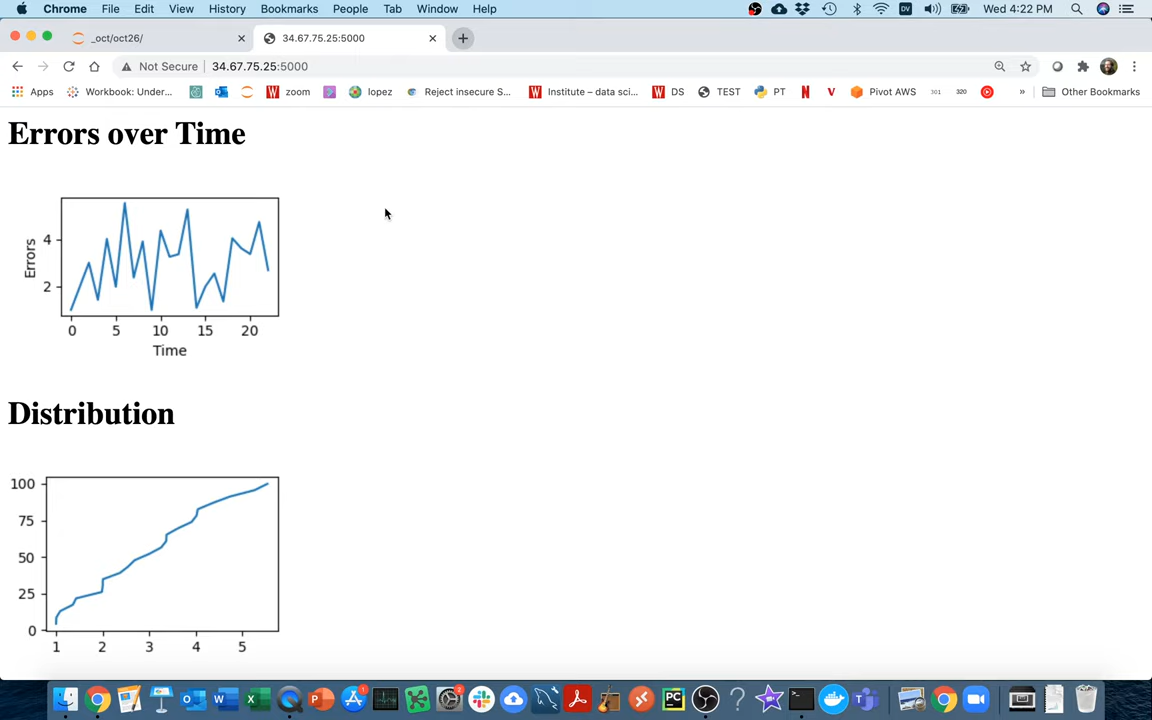 Chrome File Edit View History Bookmarks People Tab Window Help DV Wed 4:22 PM
_oct/oct26/ 34.67.75.25:5000
Not Secure 34.67.75.25:5000
Apps Workbook: Under... W zoom lopez Reject insecure S... W Institute – data sci... W DS TEST PT N V Pivot AWS 301 320 » Other Bookmarks
Errors over Time
4
2
Errors
0 5 10 15 20
Time
Distribution
100
75
50
25
0
1 2 3 4 5